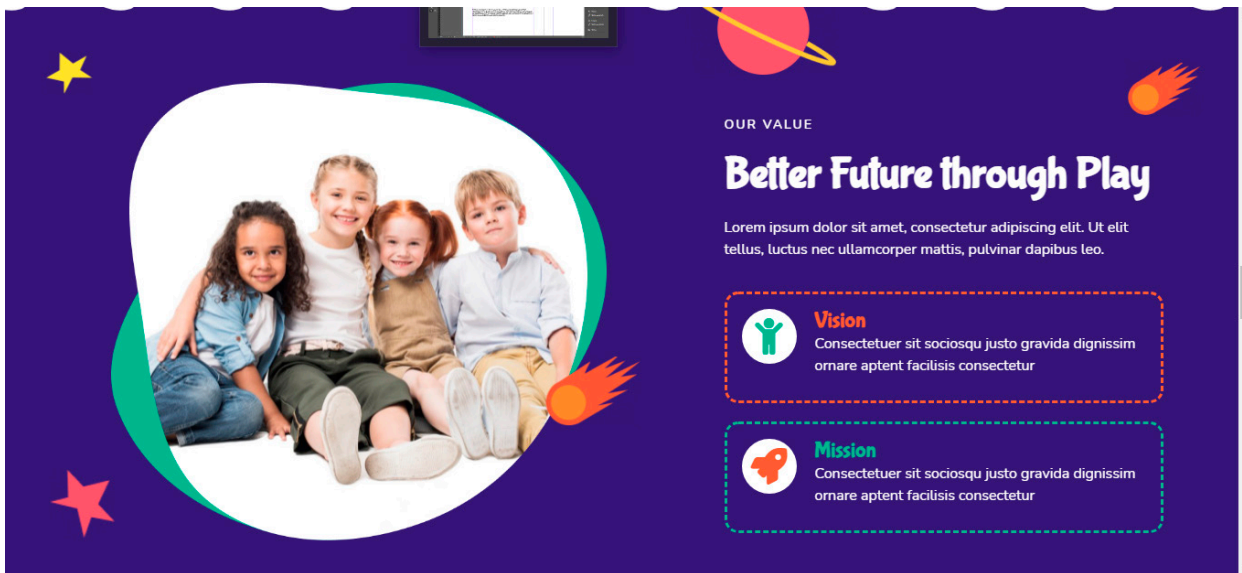 OUR VALUE
Better Future through Play
Lorem ipsum dolor sit amet, consectetur adipiscing elit. Ut elit
tellus, luctus nec ullamcorper mattis, pulvinar dapibus leo.
Vision
Consectetuer sit sociosqu justo gravida dignissim
ornare aptent facilisis consectetur
Mission
Consectetuer sit sociosqu justo gravida dignissim
ornare aptent facilisis consectetur